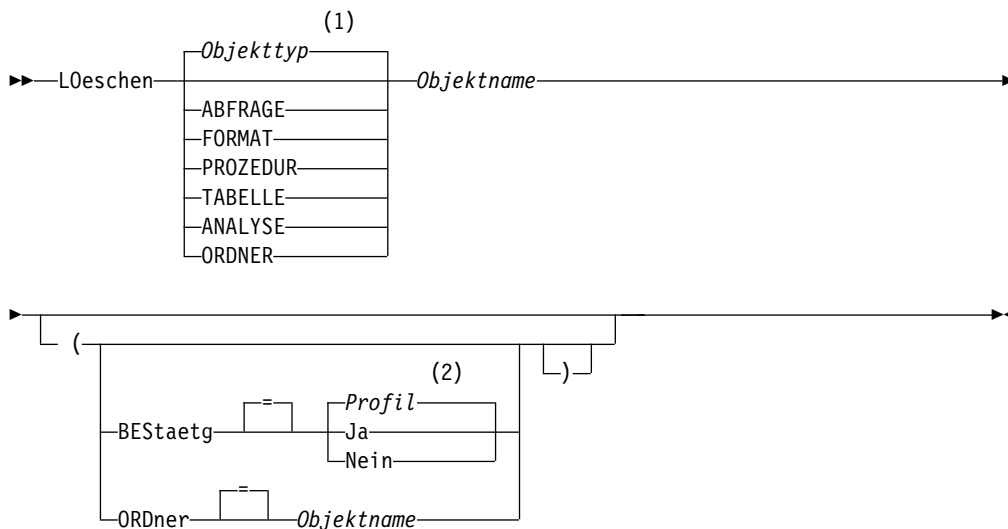 (1)
Objekttyp
LOeschen Objektname
ABFRAGE
FORMAT
PROZEDUR
TABELLE
ANALYSE
ORDNER
(
)
(2)
= Profil
BEStaetg Ja
Nein
=
ORDner Objektname